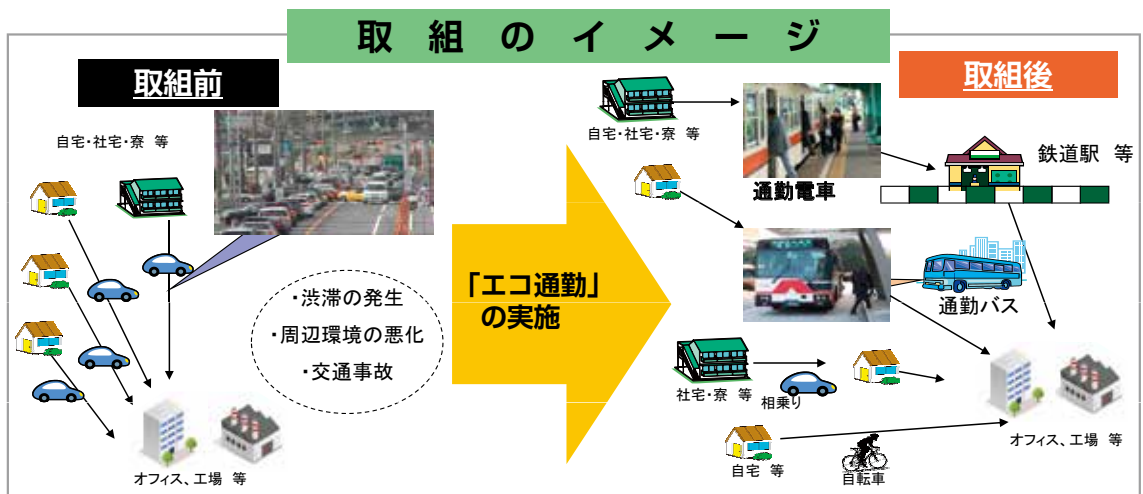 取組のイメージ
取組前
自宅・社宅・寮 等
・渋滞の発生
・周辺環境の悪化
・交通事故
オフィス、工場 等
「エコ通勤」
の実施
取組後
自宅・社宅・寮 等
通勤電車
鉄道駅 等
通勤バス
社宅・寮 等
相乗り
自宅 等
自転車
オフィス、工場 等